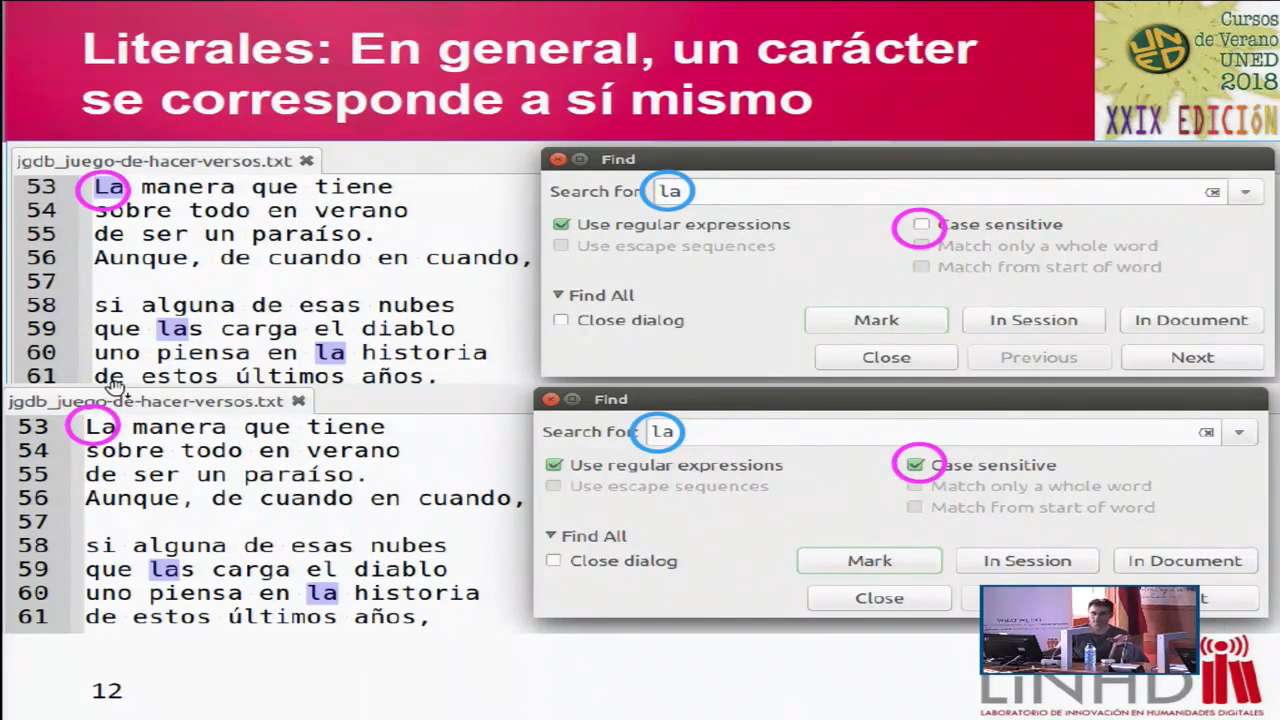 Literales: En general, un carácter
se corresponde a sí mismo
Cursos
de Verano
UNED
2018
UNED
XXIX EDICIÓN
jgdb_juego-de-hacer-versos.txt
53 La manera que tiene
54 sobre todo en verano
55 de ser un paraíso.
56 Aunque, de cuando en cuando,
57
58 si alguna de esas nubes
59 que las carga el diablo
60 uno piensa en la historia
61 de estos últimos años,
Find
Search for: la
Use regular expressions
Case sensitive
Use escape sequences
Match only a whole word
Match from start of word
Find All
Close dialog
Mark
In Session
In Document
Close
Previous
Next
jgdb_juego-de-hacer-versos.txt
53 La manera que tiene
54 sobre todo en verano
55 de ser un paraíso.
56 Aunque, de cuando en cuando,
57
58 si alguna de esas nubes
59 que las carga el diablo
60 uno piensa en la historia
61 de estos últimos años,
Find
Search for: la
Use regular expressions
Case sensitive
Use escape sequences
Match only a whole word
Match from start of word
Find All
Close dialog
Mark
In Session
In Document
Close
12
LINHD
LABORATORIO DE INNOVACIÓN EN HUMANIDADES DIGITALES